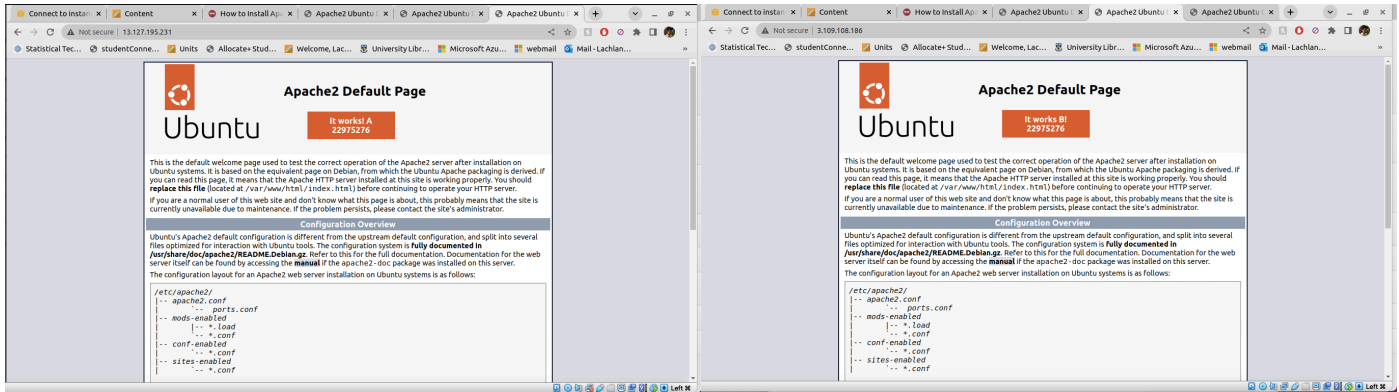 Connect to instan
Content
How to Install Apa
Apache2 Ubuntu D
Apache2 Ubuntu D
Apache2 Ubuntu D
Not secure | 13.127.195.231
Statistical Tec...
studentConne...
Units
Allocate+ Stud...
Welcome, Lac...
University Libr...
Microsoft Azu...
webmail
Mail - Lachlan...
»
Ubuntu
Apache2 Default Page
It works! A
22975276
This is the default welcome page used to test the correct operation of the Apache2 server after installation on
Ubuntu systems. It is based on the equivalent page on Debian, from which the Ubuntu Apache packaging is derived. If
you can read this page, it means that the Apache HTTP server installed at this site is working properly. You should
replace this file (located at /var/www/html/index.html) before continuing to operate your HTTP server.
If you are a normal user of this web site and don't know what this page is about, this probably means that the site is
currently unavailable due to maintenance. If the problem persists, please contact the site's administrator.
Configuration Overview
Ubuntu's Apache2 default configuration is different from the upstream default configuration, and split into several
files optimized for interaction with Ubuntu tools. The configuration system is fully documented in
/usr/share/doc/apache2/README.Debian.gz. Refer to this for the full documentation. Documentation for the web
server itself can be found by accessing the manual if the apache2-doc package was installed on this server.
The configuration layout for an Apache2 web server installation on Ubuntu systems is as follows:
/etc/apache2/
|-- apache2.conf
|       `--  ports.conf
|-- mods-enabled
|       |-- *.load
|       `-- *.conf
|-- conf-enabled
|       `-- *.conf
|-- sites-enabled
|       `-- *.conf
Left ⌘
Connect to instan
Content
How to Install Apa
Apache2 Ubuntu D
Apache2 Ubuntu D
Apache2 Ubuntu D
Not secure | 3.109.108.186
Statistical Tec...
studentConne...
Units
Allocate+ Stud...
Welcome, Lac...
University Libr...
Microsoft Azu...
webmail
Mail - Lachlan...
»
Ubuntu
Apache2 Default Page
It works B!
22975276
This is the default welcome page used to test the correct operation of the Apache2 server after installation on
Ubuntu systems. It is based on the equivalent page on Debian, from which the Ubuntu Apache packaging is derived. If
you can read this page, it means that the Apache HTTP server installed at this site is working properly. You should
replace this file (located at /var/www/html/index.html) before continuing to operate your HTTP server.
If you are a normal user of this web site and don't know what this page is about, this probably means that the site is
currently unavailable due to maintenance. If the problem persists, please contact the site's administrator.
Configuration Overview
Ubuntu's Apache2 default configuration is different from the upstream default configuration, and split into several
files optimized for interaction with Ubuntu tools. The configuration system is fully documented in
/usr/share/doc/apache2/README.Debian.gz. Refer to this for the full documentation. Documentation for the web
server itself can be found by accessing the manual if the apache2-doc package was installed on this server.
The configuration layout for an Apache2 web server installation on Ubuntu systems is as follows:
/etc/apache2/
|-- apache2.conf
|       `--  ports.conf
|-- mods-enabled
|       |-- *.load
|       `-- *.conf
|-- conf-enabled
|       `-- *.conf
|-- sites-enabled
|       `-- *.conf
Left ⌘